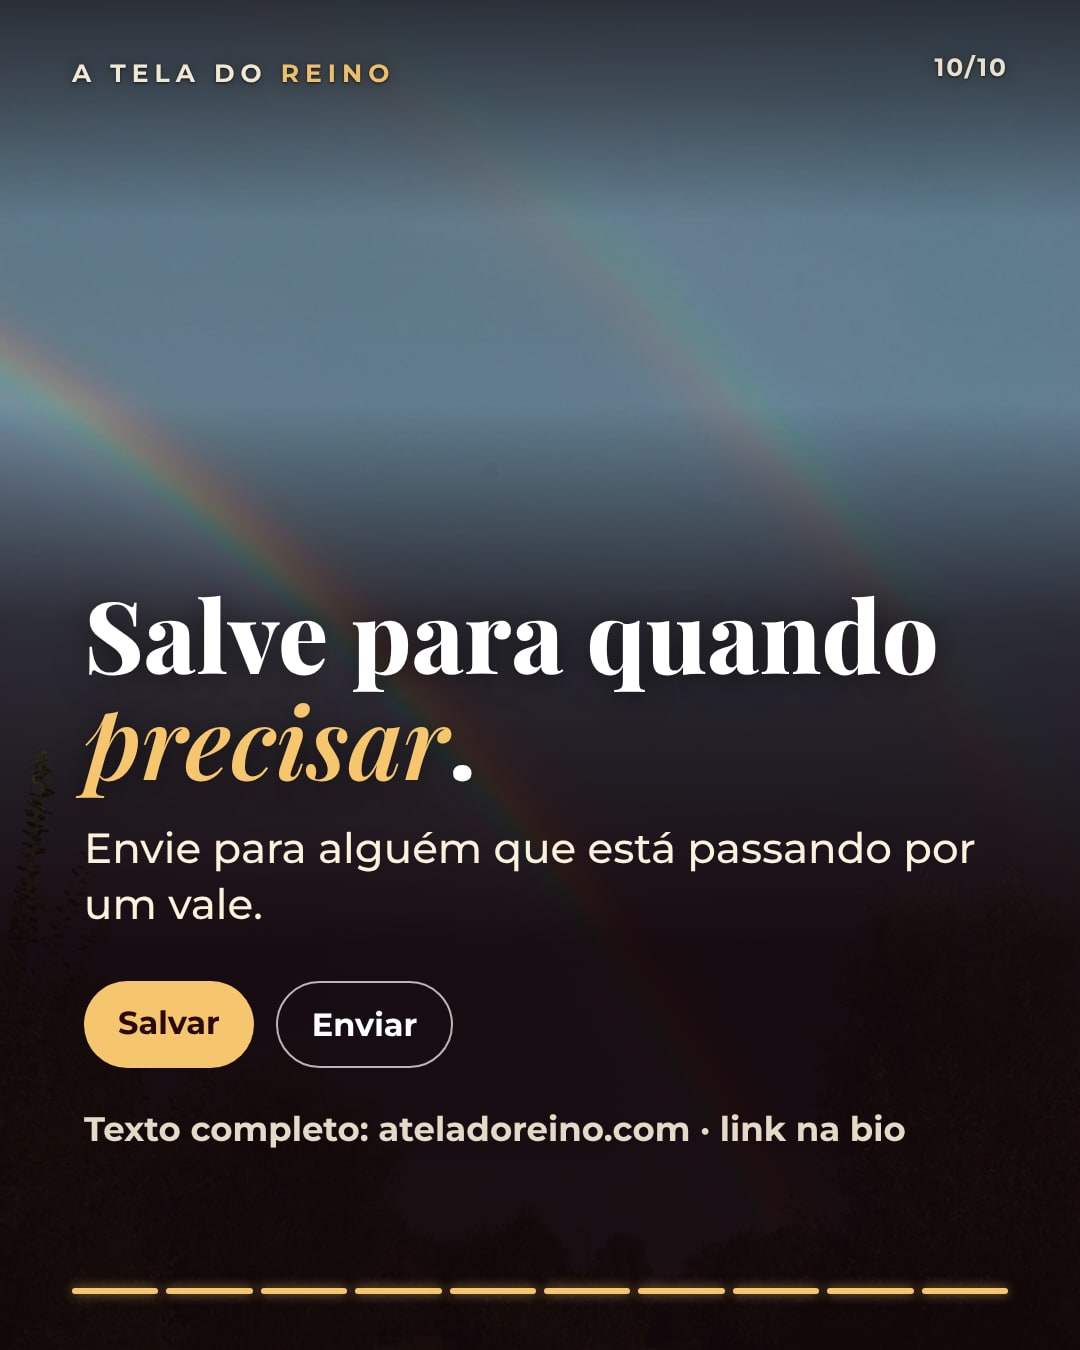 A TELA DO REINO
10/10
Salve para quando
precisar.
Envie para alguém que está passando por
um vale.
Salvar
Enviar
Texto completo: ateladoreino.com · link na bio